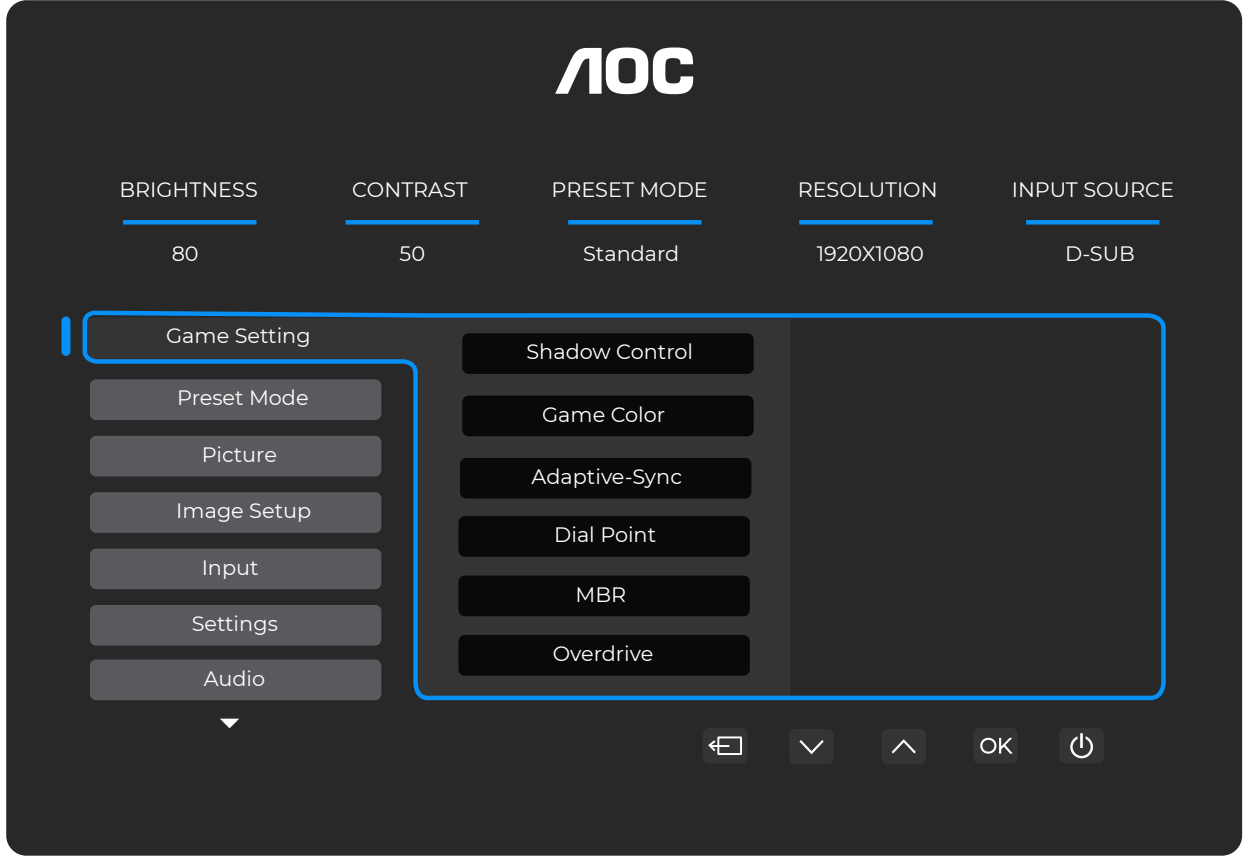 AOC
BRIGHTNESS CONTRAST PRESET MODE RESOLUTION INPUT SOURCE
80 50 Standard 1920X1080 D-SUB
Game Setting
Preset Mode
Picture
Image Setup
Input
Settings
Audio
Shadow Control
Game Color
Adaptive-Sync
Dial Point
MBR
Overdrive
OK